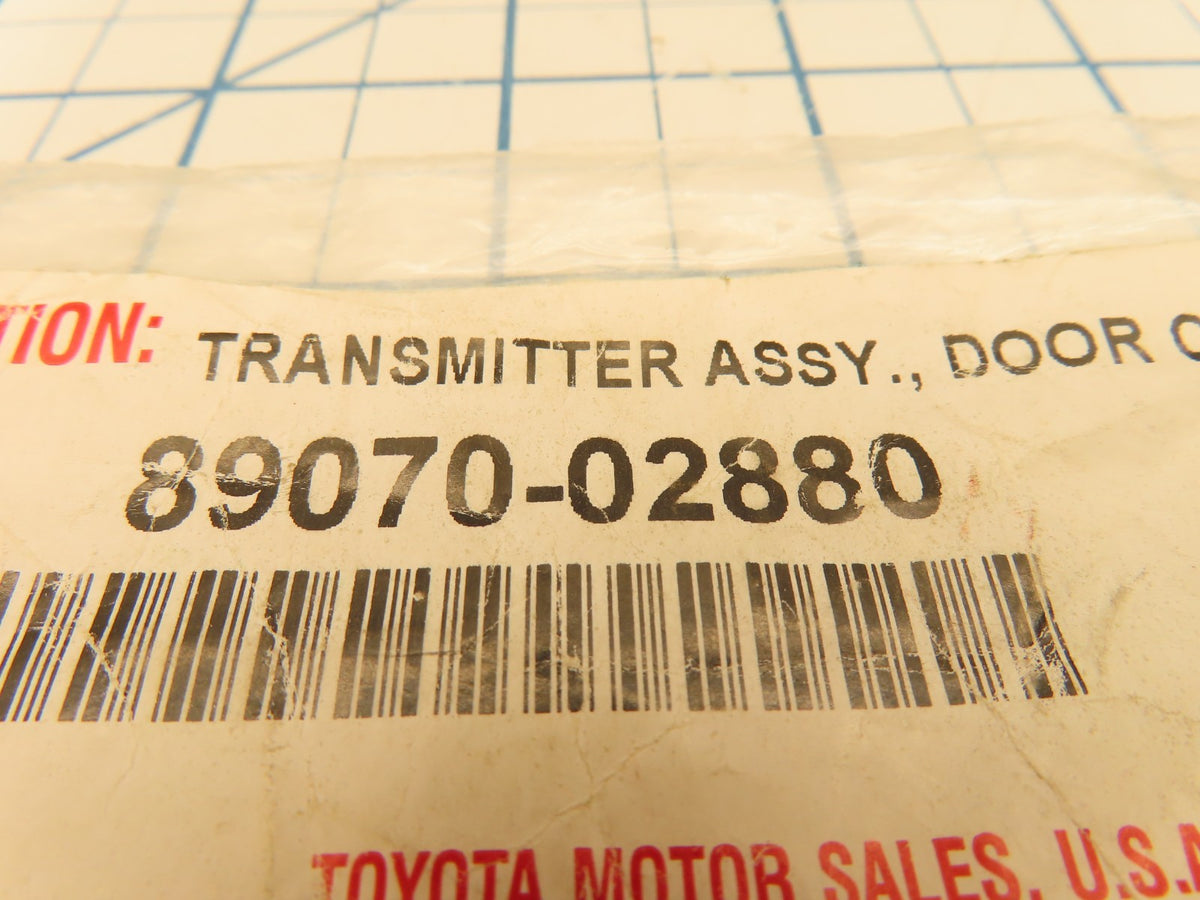 TION: TRANSMITTER ASSY., DOOR C
89070-02880
TOYOTA MOTOR SALES, U.S.A